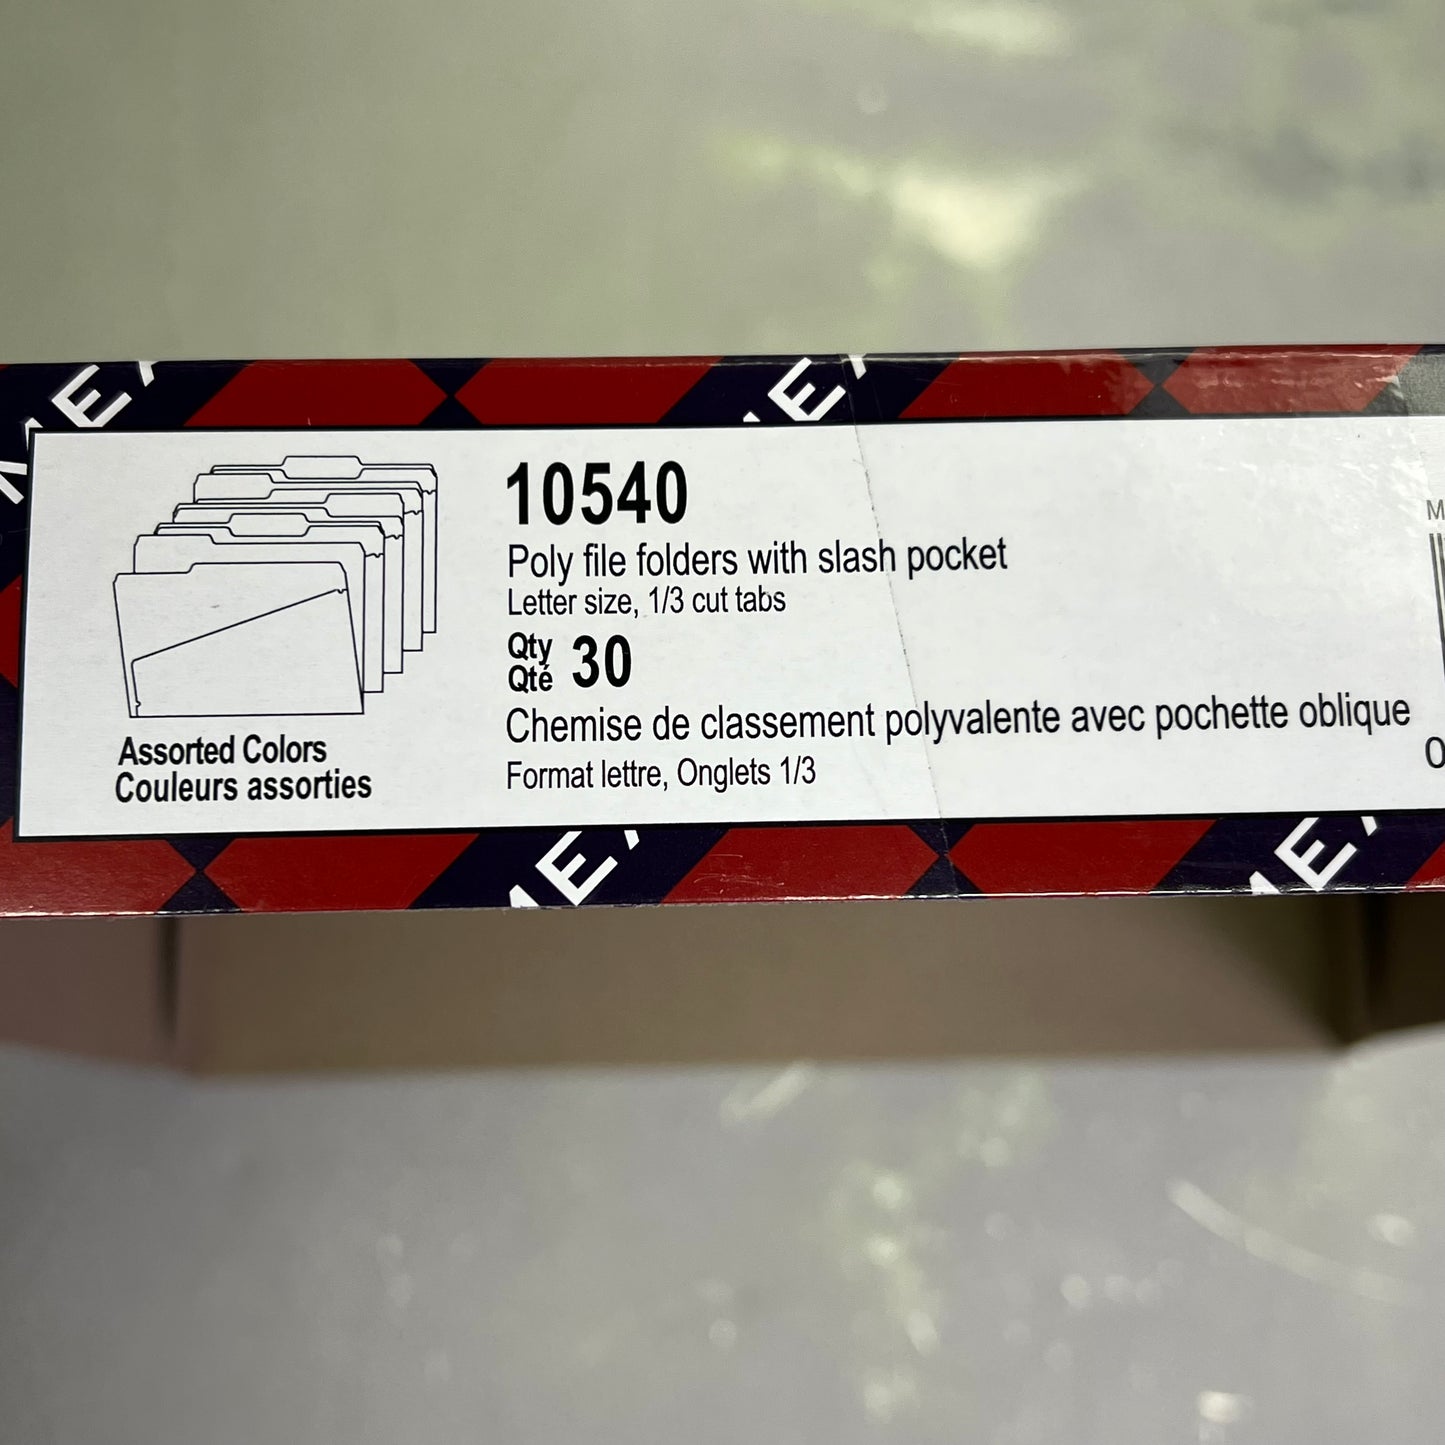 10540
Poly file folders with slash pocket
Letter size, 1/3 cut tabs
Qty
Qté
30
Chemise de classement polyvalente avec pochette oblique
Format lettre, Onglets 1/3
Assorted Colors
Couleurs assorties